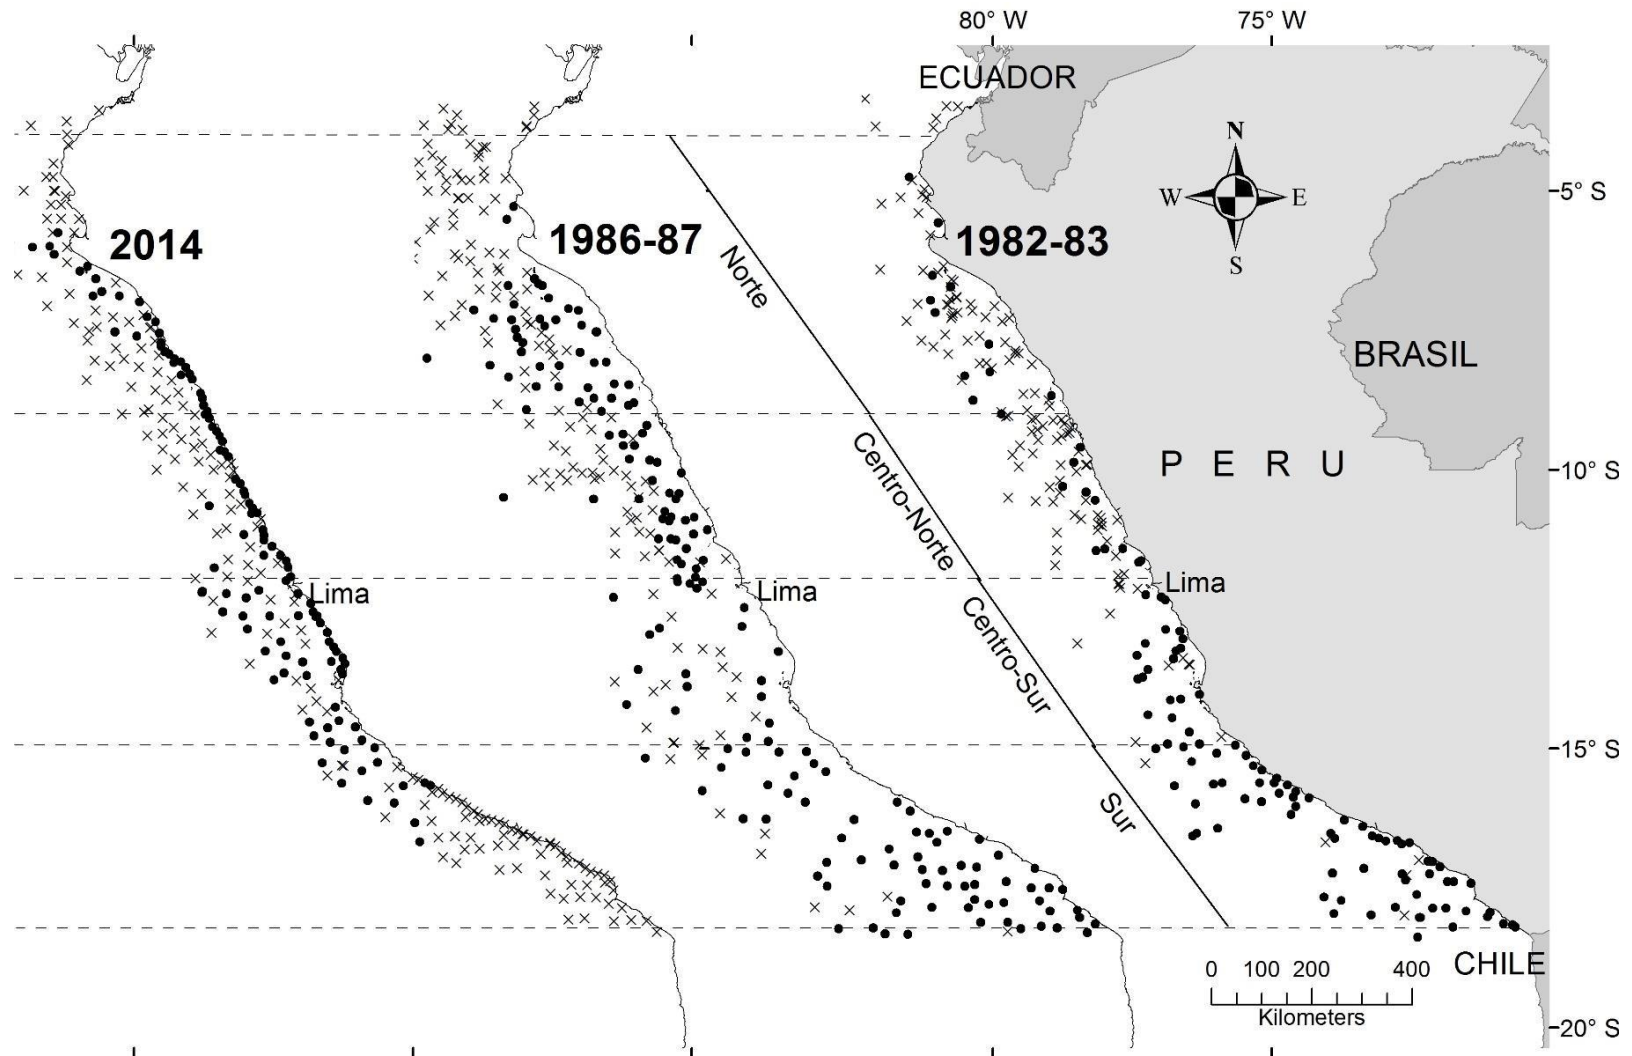 80° W 75° W
ECUADOR
N
W E
S
5° S
2014 1986-87 1982-83
Norte
BRASIL
Centro-Norte
P E R U
10° S
Lima Lima Lima
Centro-Sur
15° S
Sur
0 100 200 400
Kilometers
CHILE
20° S